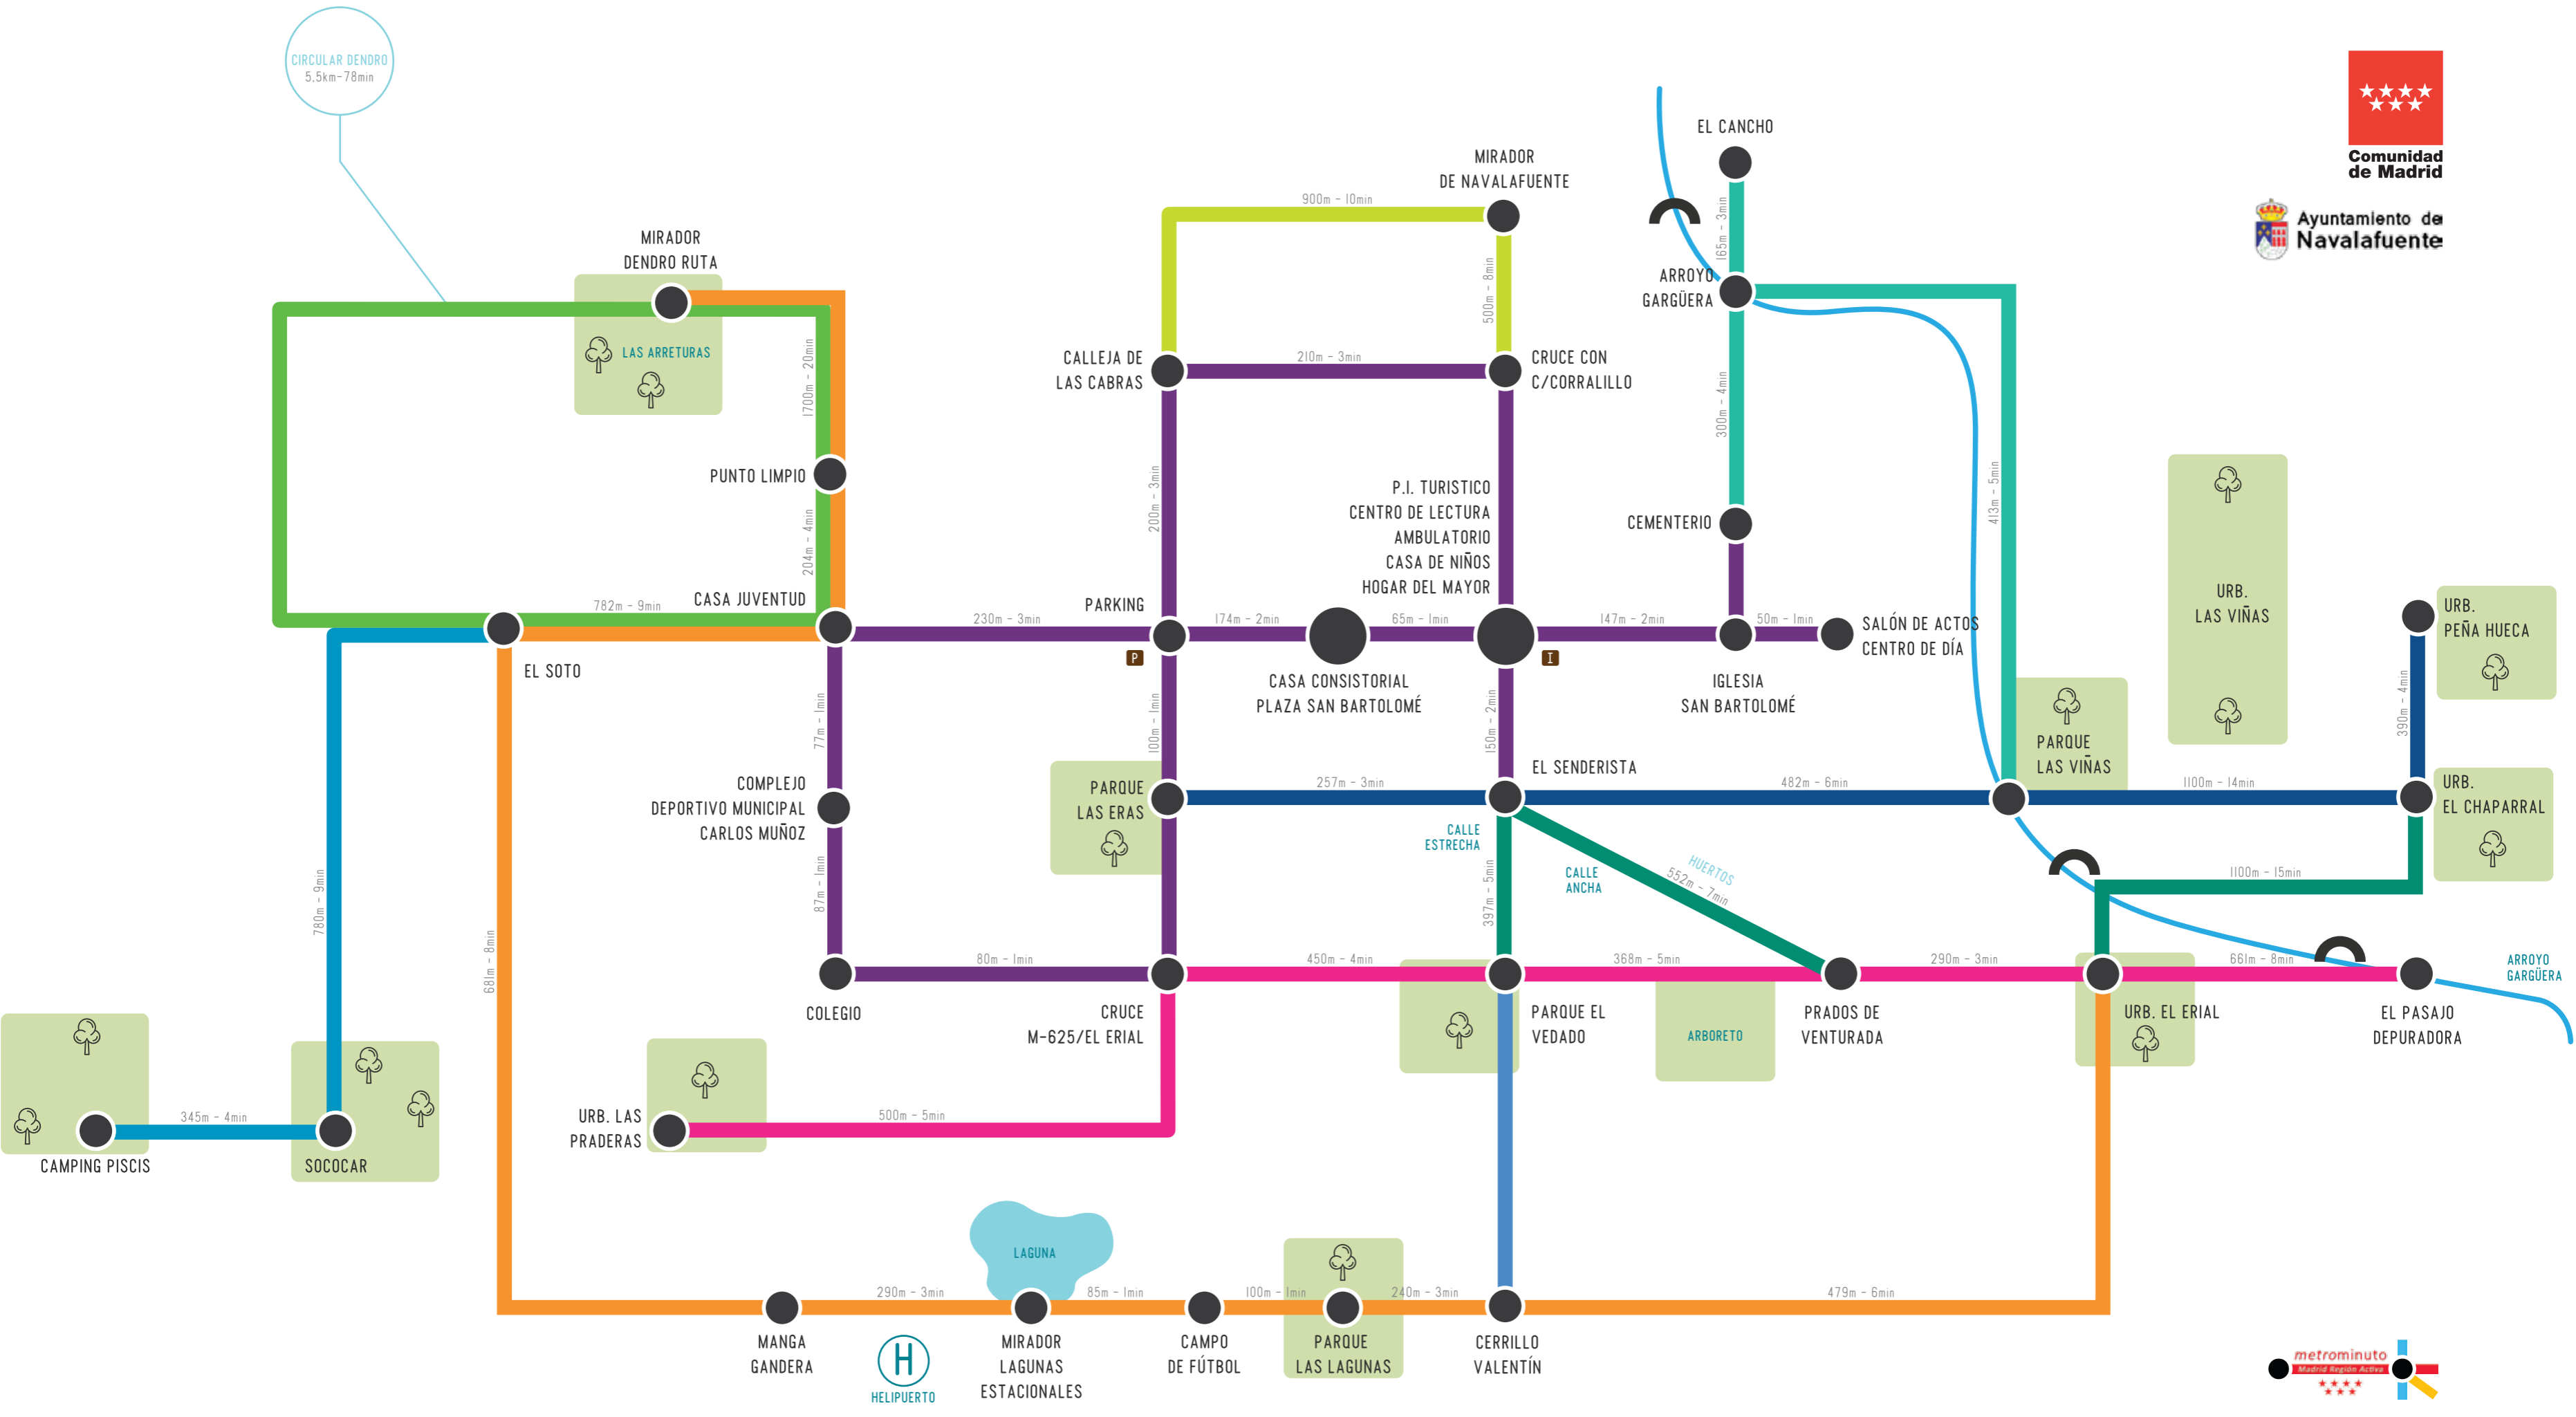 CIRCULAR DENDRO
5,5km-78min
Comunidad
de Madrid
Ayuntamiento de
Navalafuente
EL CANCHO
165m - 3min
MIRADOR
DE NAVALAFUENTE
900m - 10min
500m - 8min
MIRADOR
DENDRO RUTA
LAS ARRETURAS
1700m - 20min
ARROYO
GARGÜERA
CALLEJA DE
LAS CABRAS
210m - 3min
CRUCE CON
C/CORRALILLO
300m - 4min
PUNTO LIMPIO
204m - 4min
200m - 3min
P.I. TURISTICO
CENTRO DE LECTURA
AMBULATORIO
CASA DE NIÑOS
HOGAR DEL MAYOR
CEMENTERIO
413m - 5min
URB.
LAS VIÑAS
URB.
PEÑA HUECA
782m - 9min
CASA JUVENTUD
230m - 3min
PARKING
P
174m - 2min
65m - 1min
I
147m - 2min
50m - 1min
SALÓN DE ACTOS
CENTRO DE DÍA
EL SOTO
CASA CONSISTORIAL
PLAZA SAN BARTOLOMÉ
IGLESIA
SAN BARTOLOMÉ
77m - 1min
100m - 1min
150m - 2min
390m - 4min
PARQUE
LAS VIÑAS
COMPLEJO
DEPORTIVO MUNICIPAL
CARLOS MUÑOZ
PARQUE
LAS ERAS
257m - 3min
EL SENDERISTA
482m - 6min
1100m - 14min
URB.
EL CHAPARRAL
CALLE
ESTRECHA
CALLE
ANCHA
HUERTOS
552m - 7min
1100m - 15min
780m - 9min
681m - 8min
87m - 1min
397m - 5min
80m - 1min
450m - 4min
368m - 5min
290m - 3min
661m - 8min
ARROYO
GARGÜERA
COLEGIO
CRUCE
M-625/EL ERIAL
PARQUE EL
VEDADO
ARBORETO
PRADOS DE
VENTURADA
URB. EL ERIAL
EL PASAJO
DEPURADORA
345m - 4min
CAMPING PISCIS
SOCOCAR
URB. LAS
PRADERAS
500m - 5min
LAGUNA
290m - 3min
85m - 1min
100m - 1min
240m - 3min
479m - 6min
MANGA
GANDERA
H
HELIPUERTO
MIRADOR
LAGUNAS
ESTACIONALES
CAMPO
DE FÚTBOL
PARQUE
LAS LAGUNAS
CERRILLO
VALENTÍN
metrominuto
Madrid Región Activa